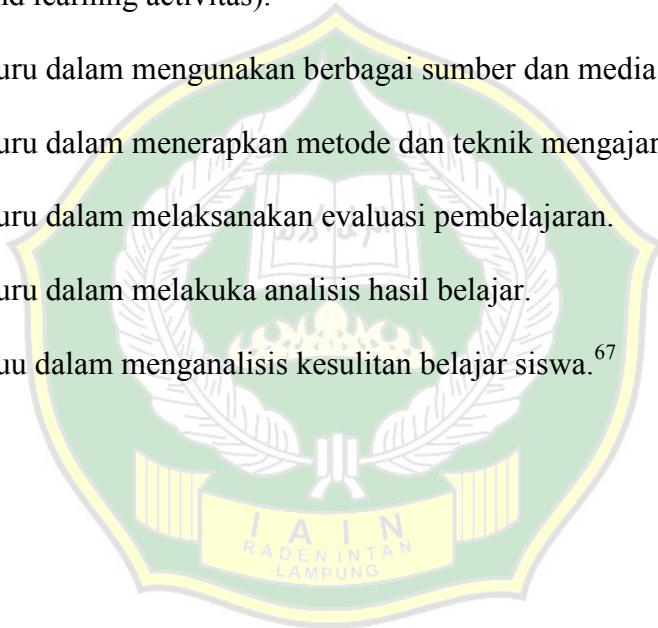 nd learning activitas).
uru dalam mengunakan berbagai sumber dan media
uru dalam menerapkan metode dan teknik mengajar
uru dalam melaksanakan evaluasi pembelajaran.
uru dalam melakuka analisis hasil belajar.
uu dalam menganalisis kesulitan belajar siswa.67
IAIN
RADEN INTAN
LAMPUNG